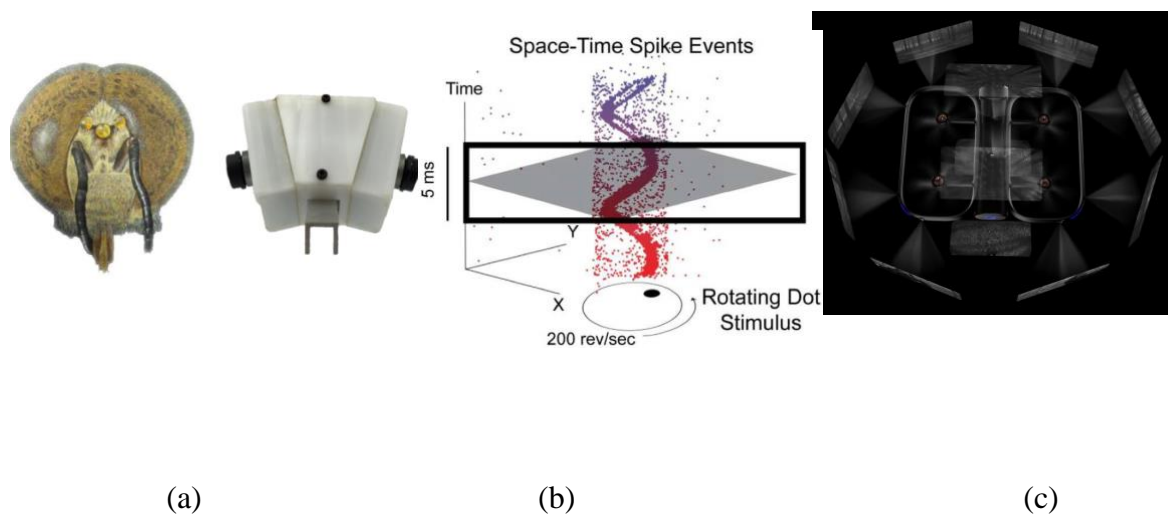 Space-Time Spike Events
Time
5 ms
Y
X
Rotating Dot
Stimulus
200 rev/sec
(a)
(b)
(c)